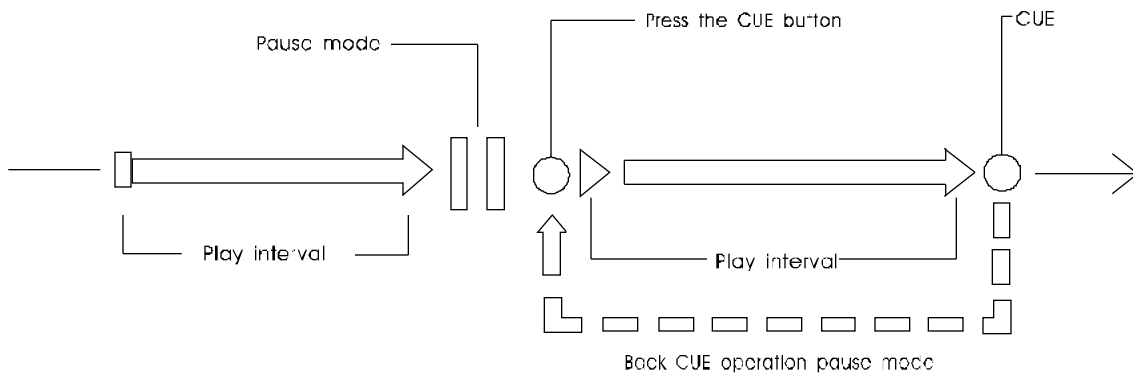 Press the CUE button
CUE
Pause mode
Play interval
Play interval
Back CUE operation pause mode